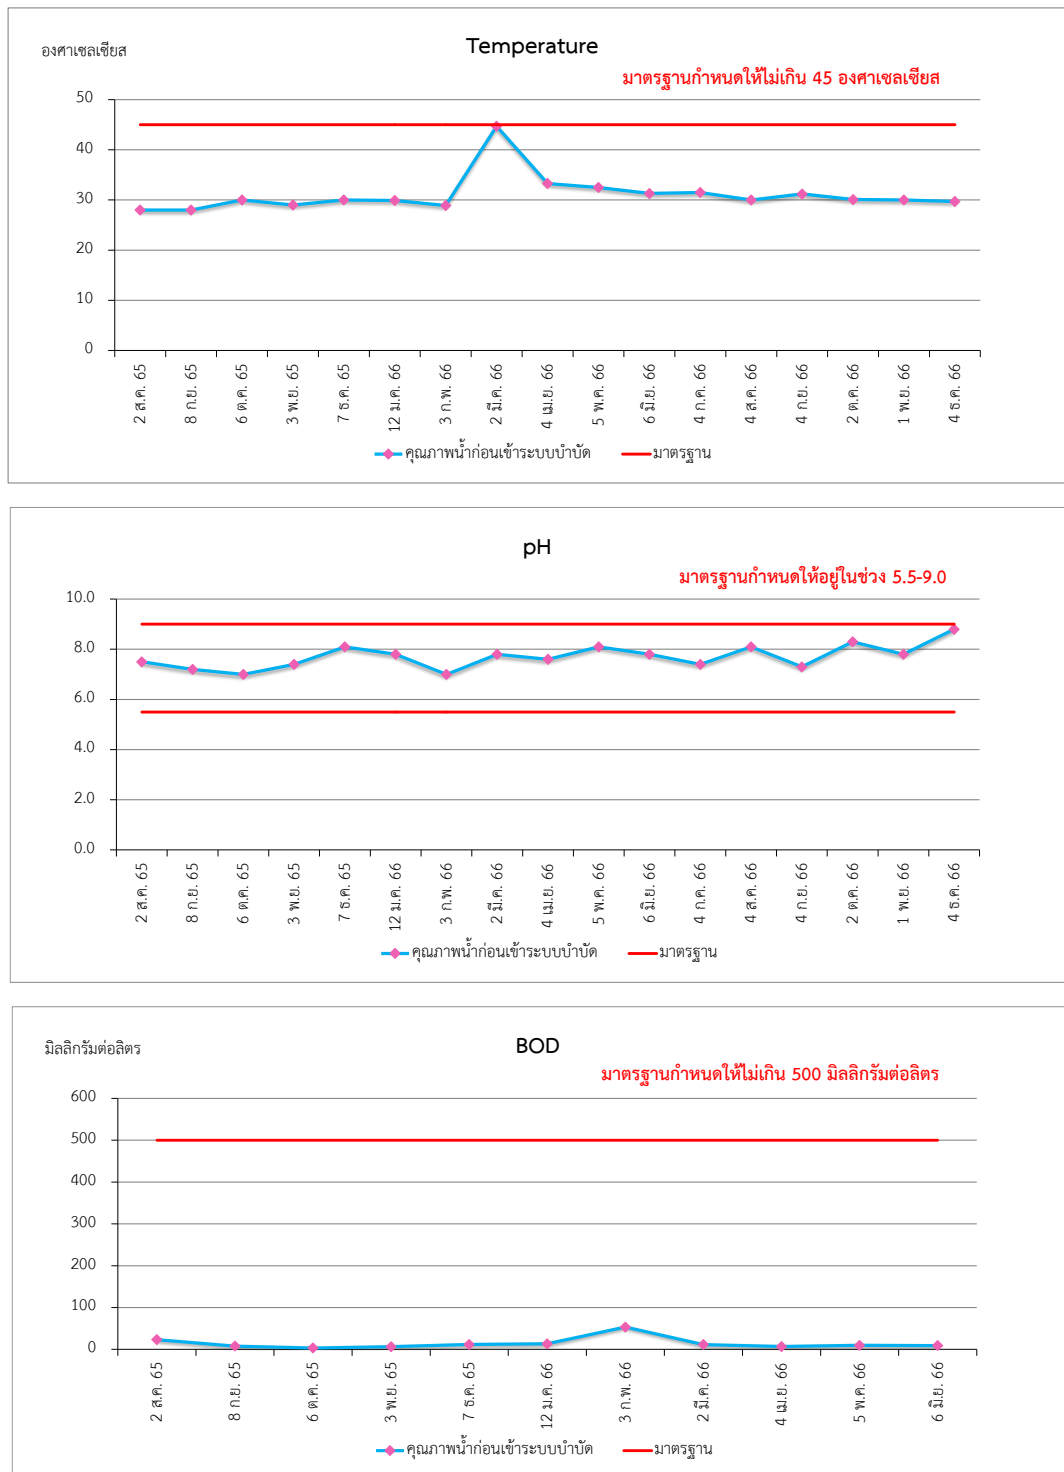 Temperature
องศาเซลเซียส
มาตรฐานกำหนดให้ไม่เกิน 45 องศาเซลเซียส
50
40
30
20
10
0
2 ส.ค. 65
8 ก.ย. 65
6 ต.ค. 65
3 พ.ย. 65
7 ธ.ค. 65
12 ม.ค. 66
3 ก.พ. 66
2 มี.ค. 66
4 เม.ย. 66
5 พ.ค. 66
6 มิ.ย. 66
4 ก.ค. 66
4 ส.ค. 66
4 ก.ย. 66
2 ต.ค. 66
1 พ.ย. 66
4 ธ.ค. 66
คุณภาพน้ำก่อนเข้าระบบบำบัด มาตรฐาน
pH
มาตรฐานกำหนดให้อยู่ในช่วง 5.5-9.0
10.0
8.0
6.0
4.0
2.0
0.0
2 ส.ค. 65
8 ก.ย. 65
6 ต.ค. 65
3 พ.ย. 65
7 ธ.ค. 65
12 ม.ค. 66
3 ก.พ. 66
2 มี.ค. 66
4 เม.ย. 66
5 พ.ค. 66
6 มิ.ย. 66
4 ก.ค. 66
4 ส.ค. 66
4 ก.ย. 66
2 ต.ค. 66
1 พ.ย. 66
4 ธ.ค. 66
คุณภาพน้ำก่อนเข้าระบบบำบัด มาตรฐาน
BOD
มิลลิกรัมต่อลิตร
มาตรฐานกำหนดให้ไม่เกิน 500 มิลลิกรัมต่อลิตร
600
500
400
300
200
100
0
2 ส.ค. 65
8 ก.ย. 65
6 ต.ค. 65
3 พ.ย. 65
7 ธ.ค. 65
12 ม.ค. 66
3 ก.พ. 66
2 มี.ค. 66
4 เม.ย. 66
5 พ.ค. 66
6 มิ.ย. 66
คุณภาพน้ำก่อนเข้าระบบบำบัด มาตรฐาน